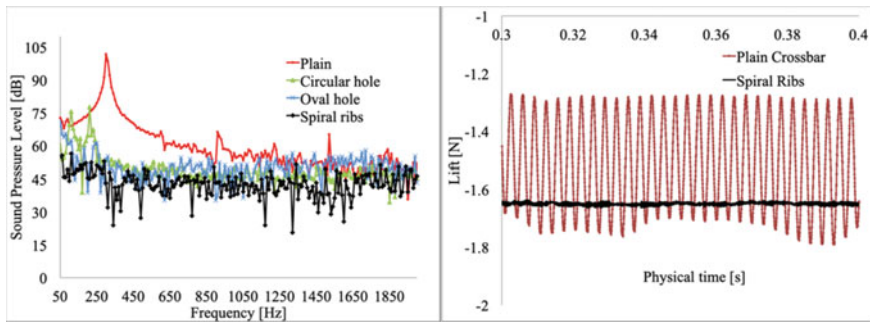 105
90
75
60
45
30
15
0
Sound Pressure Level [dB]
Plain
Circular hole
Oval hole
Spiral ribs
50 250 450 650 850 1050 1250 1450 1650 1850
Frequency [Hz]
-1
-1.2
-1.4
-1.6
-1.8
-2
Lift [N]
0.3 0.32 0.34 0.36 0.38 0.4
Plain Crossbar
Spiral Ribs
Physical time [s]